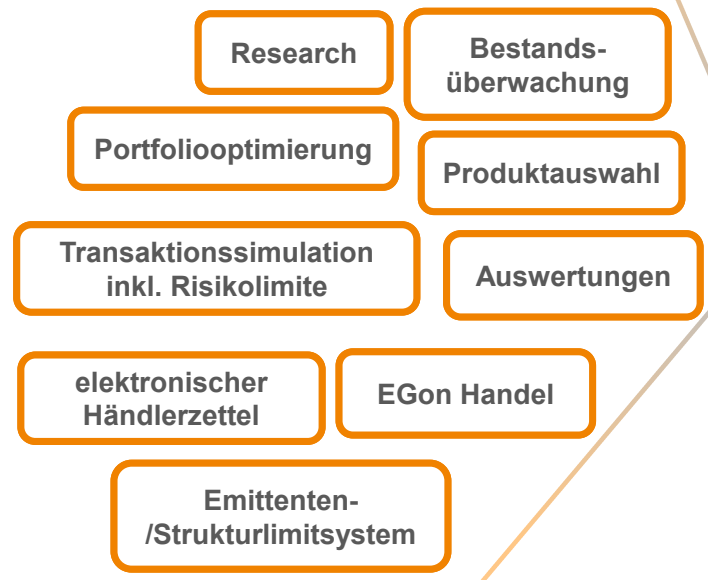 Research
Bestands-
überwachung
Portfoliooptimierung
Produktauswahl
Transaktionssimulation
inkl. Risikolimite
Auswertungen
elektronischer
Händlerzettel
EGon Handel
Emittenten-
/Strukturlimitsystem